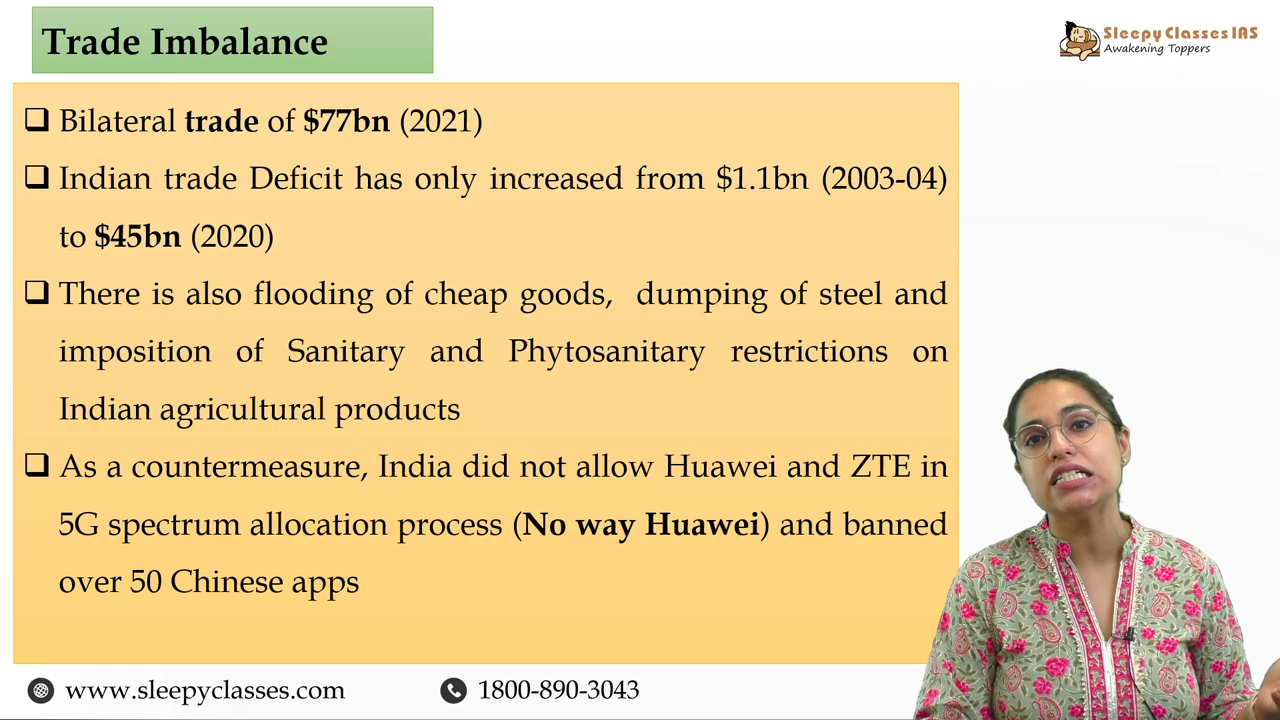 Trade Imbalance
Sleepy Classes IAS
Awakening Toppers
❑ Bilateral trade of $77bn (2021)
❑ Indian trade Deficit has only increased from $1.1bn (2003-04)
to $45bn (2020)
❑ There is also flooding of cheap goods, dumping of steel and
imposition of Sanitary and Phytosanitary restrictions on
Indian agricultural products
❑ As a countermeasure, India did not allow Huawei and ZTE in
5G spectrum allocation process (No way Huawei) and banned
over 50 Chinese apps
www.sleepyclasses.com
1800-890-3043